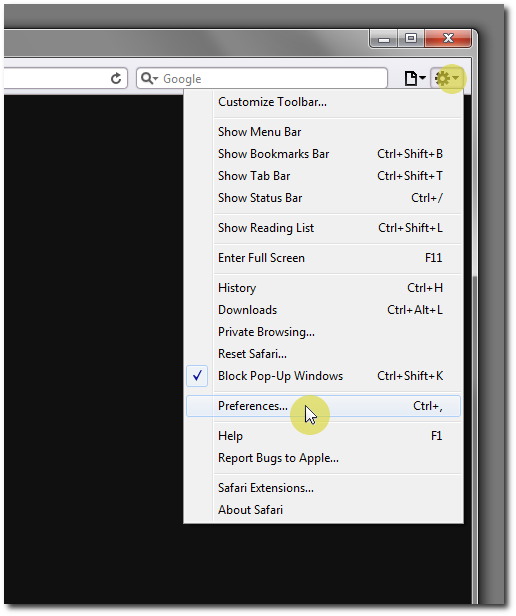 Google
Customize Toolbar...
Show Menu Bar
Show Bookmarks Bar Ctrl+Shift+B
Show Tab Bar Ctrl+Shift+T
Show Status Bar Ctrl+/
Show Reading List Ctrl+Shift+L
Enter Full Screen F11
History Ctrl+H
Downloads Ctrl+Alt+L
Private Browsing...
Reset Safari...
Block Pop-Up Windows Ctrl+Shift+K
Preferences... Ctrl+,
Help F1
Report Bugs to Apple...
Safari Extensions...
About Safari